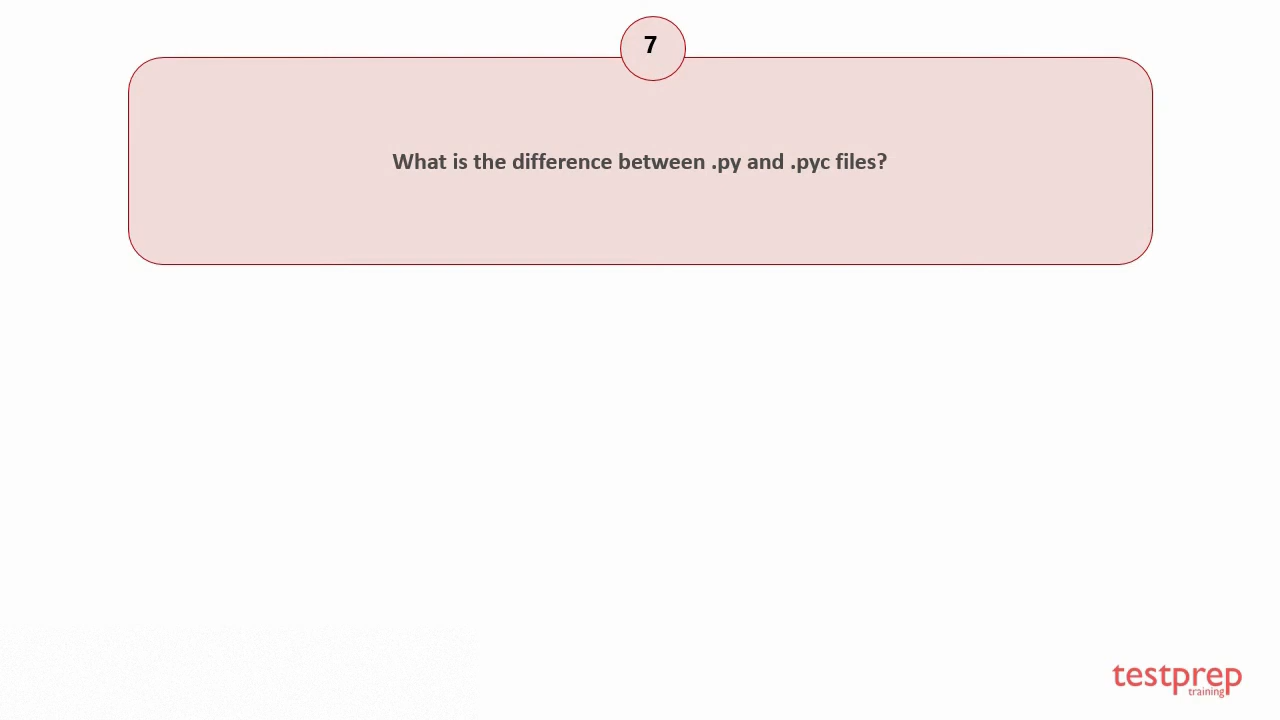 7
What is the difference between .py and .pyc files?
testprep
training